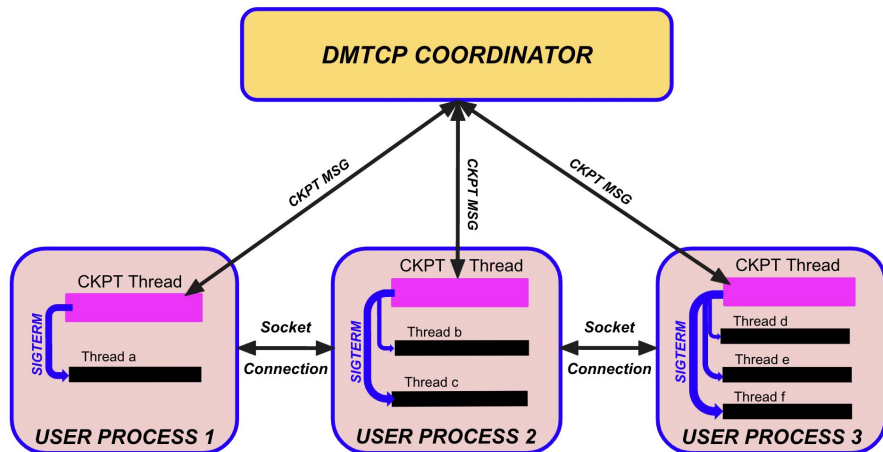 DMTCP COORDINATOR
CKPT MSG
CKPT MSG
CKPT MSG
CKPT Thread
SIGTERM
Thread a
USER PROCESS 1
Socket
Connection
CKPT Thread
SIGTERM
Thread b
Thread c
USER PROCESS 2
Socket
Connection
CKPT Thread
SIGTERM
Thread d
Thread e
Thread f
USER PROCESS 3